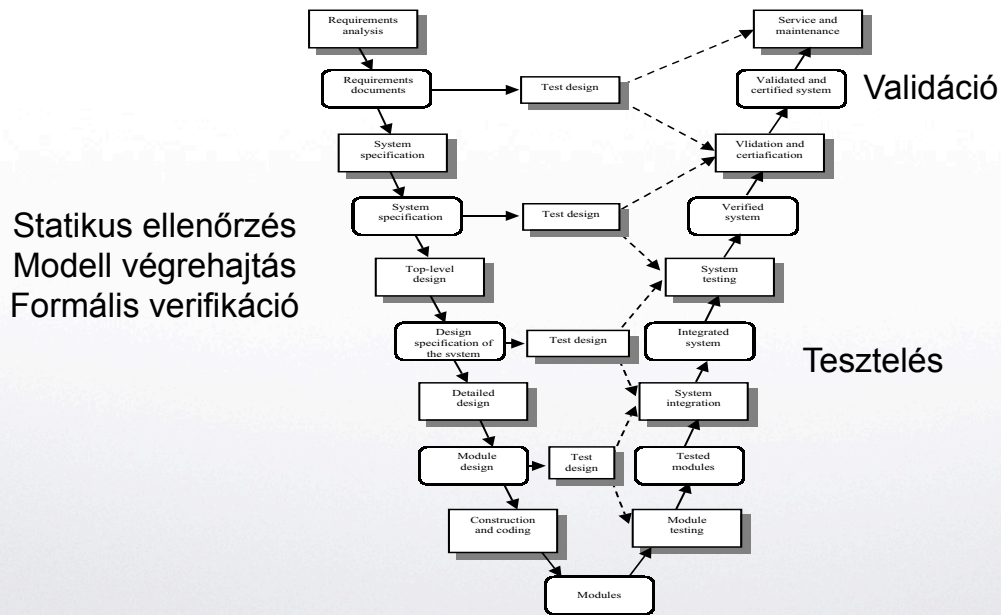 Requirements
analysis
Service and
maintenance
Requirements
documents
Test design
Validated and
certified system
Validáció
System
specification
Vlidation and
certiafication
System
specification
Test design
Verified
system
Statikus ellenőrzés
Modell végrehajtás
Formális verifikáció
Top-level
design
System
testing
Design
specification of
the system
Test design
Integrated
system
Tesztelés
Detailed
design
System
integration
Module
design
Test
design
Tested
modules
Construction
and coding
Module
testing
Modules